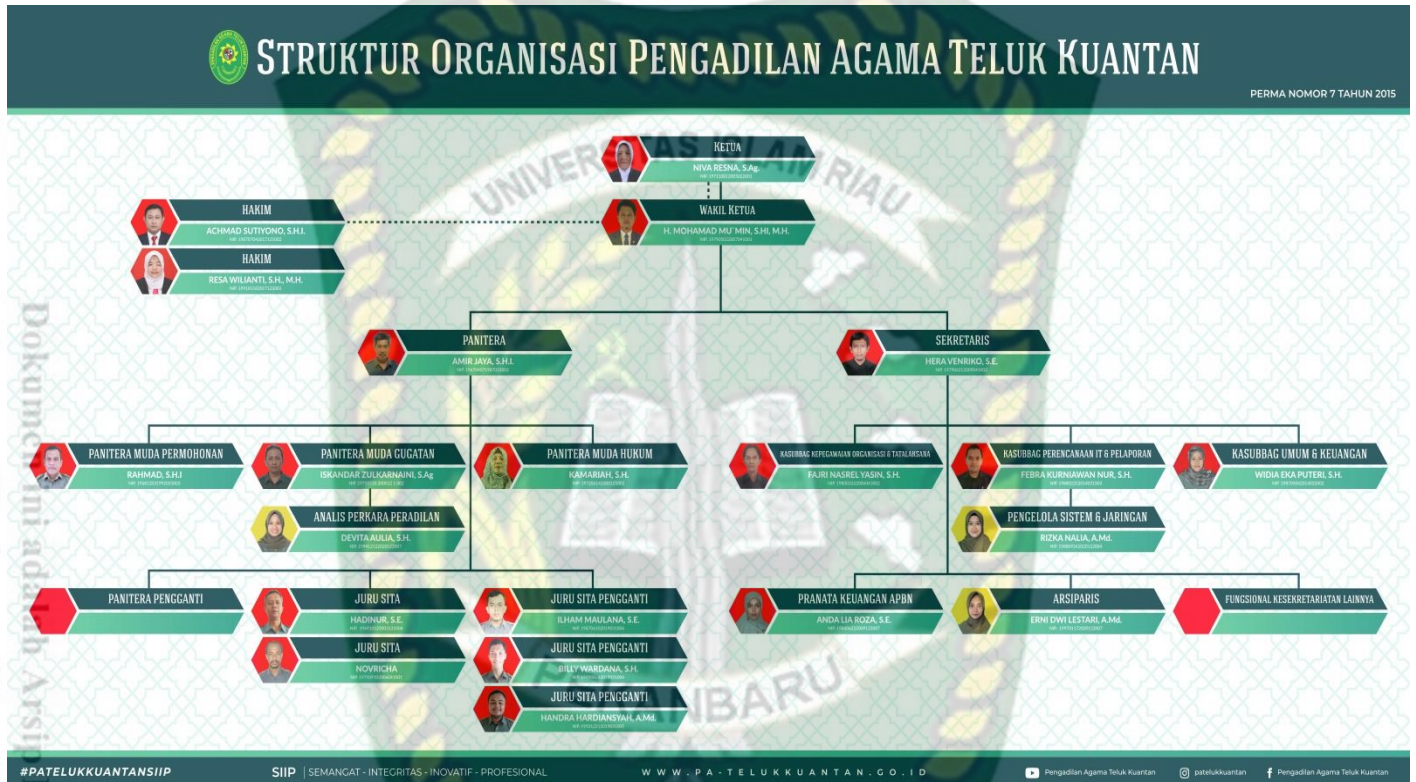 STRUKTUR ORGANISASI PENGADILAN AGAMA TELUK KUANTAN
PERMA NOMOR 7 TAHUN 2015
UNIVERSITAS ISLAM RIAU
KETUA
NIVA RESNA, S.Ag.
WAKIL KETUA
H. MOHAMAD MU`MIN, S.HI, M.H.
HAKIM
ACHMAD SUTIYONO, S.H.I.
HAKIM
RESA WILIANTI, S.H., M.H.
PANITERA
AMIR JAYA, S.H.I.
SEKRETARIS
HERA VENRIKO, S.E.
PANITERA MUDA PERMOHONAN
RAHMAD, S.H.I
PANITERA MUDA GUGATAN
ISKANDAR ZULKARNAINI, S.Ag
PANITERA MUDA HUKUM
KAMARIAH, S.H.
KASUBBAG KEPEGAWAIAN ORGANISASI & TATALAKSANA
FAJRI NASREL YASIN, S.H.
KASUBBAG PERENCANAAN IT & PELAPORAN
FEBRA KURNIAWAN NUR, S.H.
KASUBBAG UMUM & KEUANGAN
WIDIA EKA PUTERI, S.H.
ANALIS PERKARA PERADILAN
DEVITA AULIA, S.H.
PENGELOLA SISTEM & JARINGAN
RIZKA NALIA, A.Md.
PANITERA PENGGANTI
JURU SITA
HADINUR, S.E.
JURU SITA PENGGANTI
ILHAM MAULANA, S.E.
PRANATA KEUANGAN APBN
ANDA LIA ROZA, S.E.
ARSIPARIS
ERNI DWI LESTARI, A.Md.
FUNGSIONAL KESEKRETARIATAN LAINNYA
JURU SITA
NOVRICHA
JURU SITA PENGGANTI
BILLY WARDANA, S.H.
JURU SITA PENGGANTI
HANDRA HARDIANSYAH, A.Md.
Dokumen ini adalah Arsip
#PATELUKKUANTANSIIP
SIIP | SEMANGAT - INTEGRITAS - INOVATIF - PROFESIONAL
WWW.PA-TELUKKUANTAN.GO.ID
Pengadilan Agama Teluk Kuantan
patelukkuantan
Pengadilan Agama Teluk Kuantan